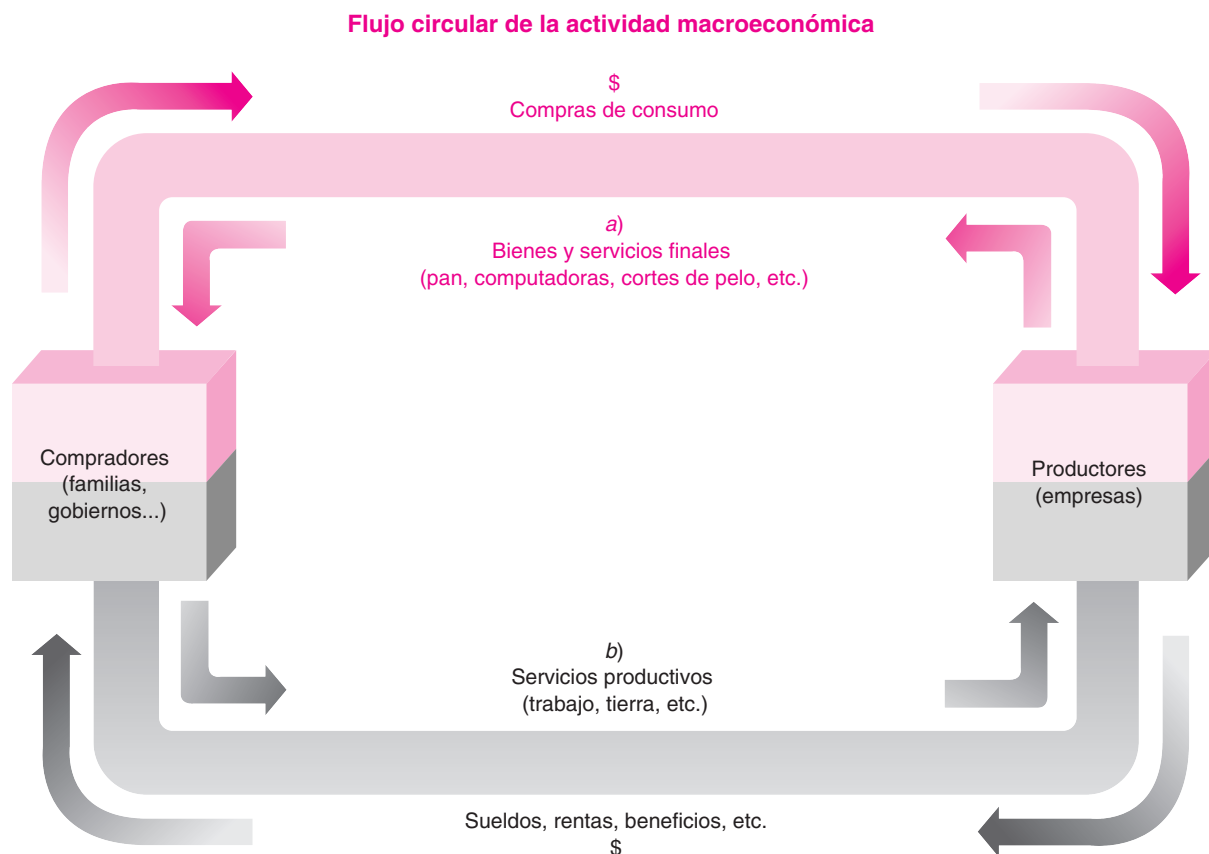 Flujo circular de la actividad macroeconómica
$
Compras de consumo
a)
Bienes y servicios finales
(pan, computadoras, cortes de pelo, etc.)
Compradores
(familias,
gobiernos...)
Productores
(empresas)
b)
Servicios productivos
(trabajo, tierra, etc.)
Sueldos, rentas, beneficios, etc.
$